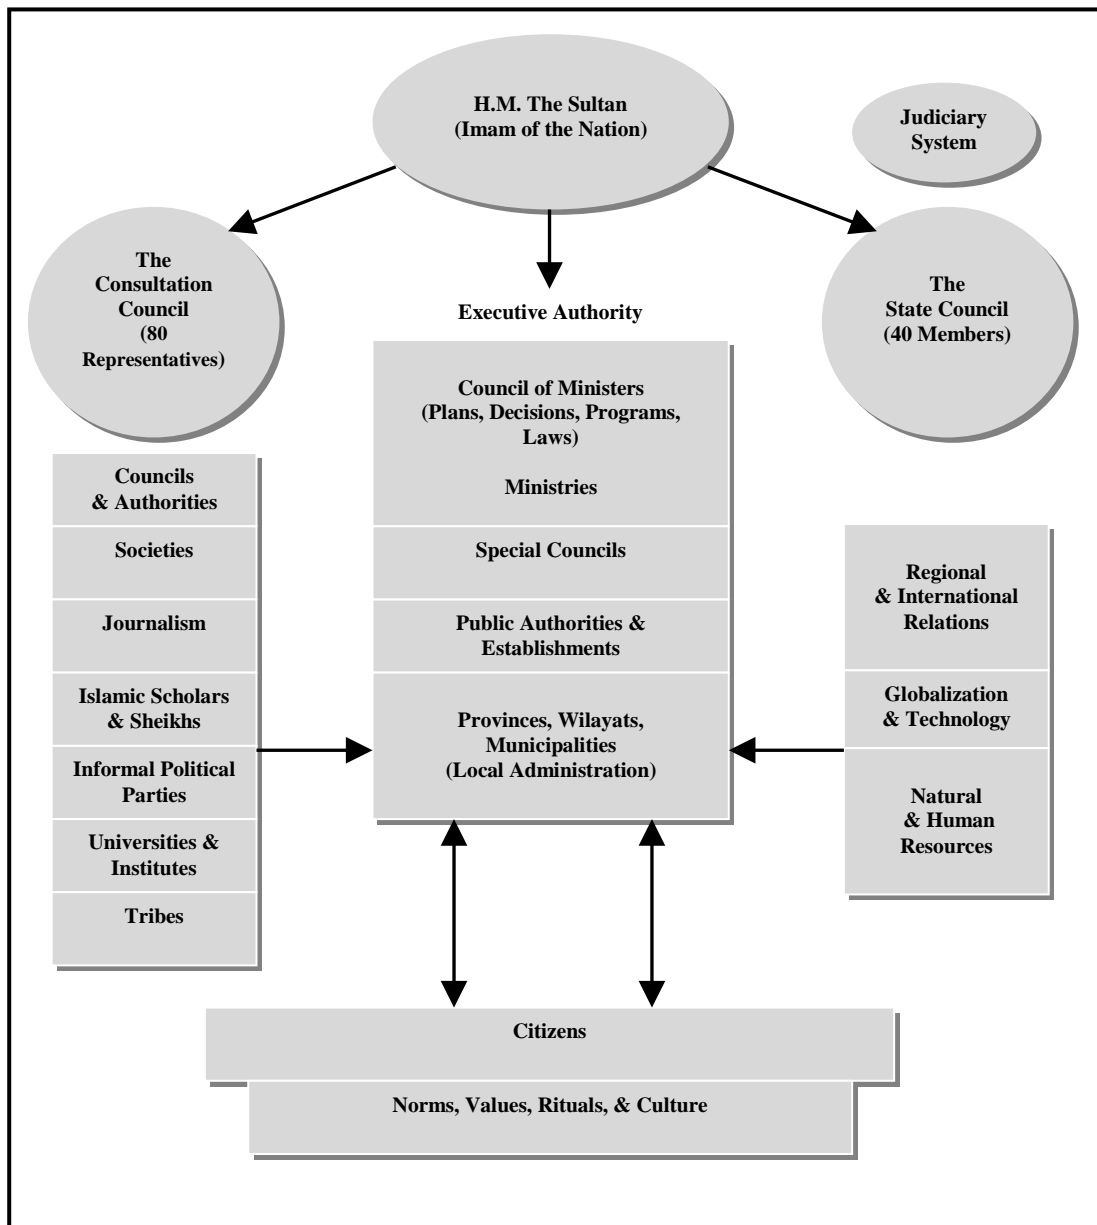 H.M. The Sultan
(Imam of the Nation)
Judiciary
System
The
Consultation
Council
(80
Representatives)
The
State Council
(40 Members)
Executive Authority
Council of Ministers
(Plans, Decisions, Programs,
Laws)
Ministries
Special Councils
Public Authorities &
Establishments
Provinces, Wilayats,
Municipalities
(Local Administration)
Councils
& Authorities
Societies
Journalism
Islamic Scholars
& Sheikhs
Informal Political
Parties
Universities &
Institutes
Tribes
Regional
& International
Relations
Globalization
& Technology
Natural
& Human
Resources
Citizens
Norms, Values, Rituals, & Culture